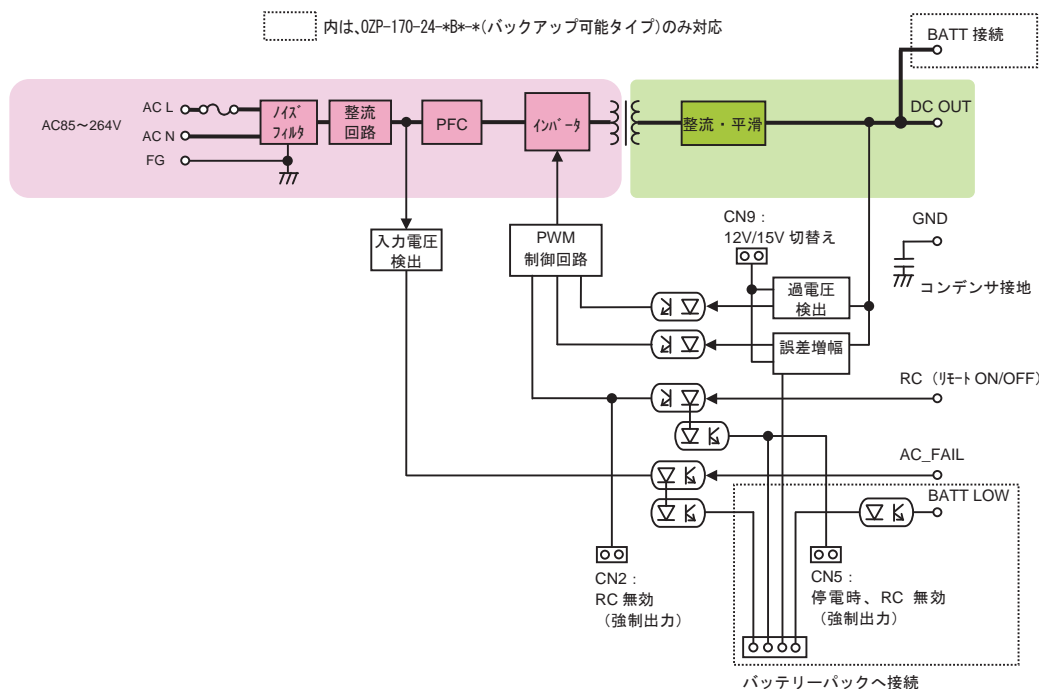 内は、OZP-170-24-*B*-*(バックアップ可能タイプ)のみ対応
BATT 接続
AC85～264V
AC L
AC N
FG
ノイズ
フィルタ
整流
回路
PFC
インバータ
整流・平滑
DC OUT
入力電圧
検出
PWM
制御回路
CN9：
12V/15V 切替え
GND
コンデンサ接地
過電圧
検出
誤差増幅
RC（リモート ON/OFF)
AC_FAIL
BATT LOW
CN2：
RC 無効
（強制出力）
CN5：
停電時、RC 無効
（強制出力）
バッテリーパックへ接続